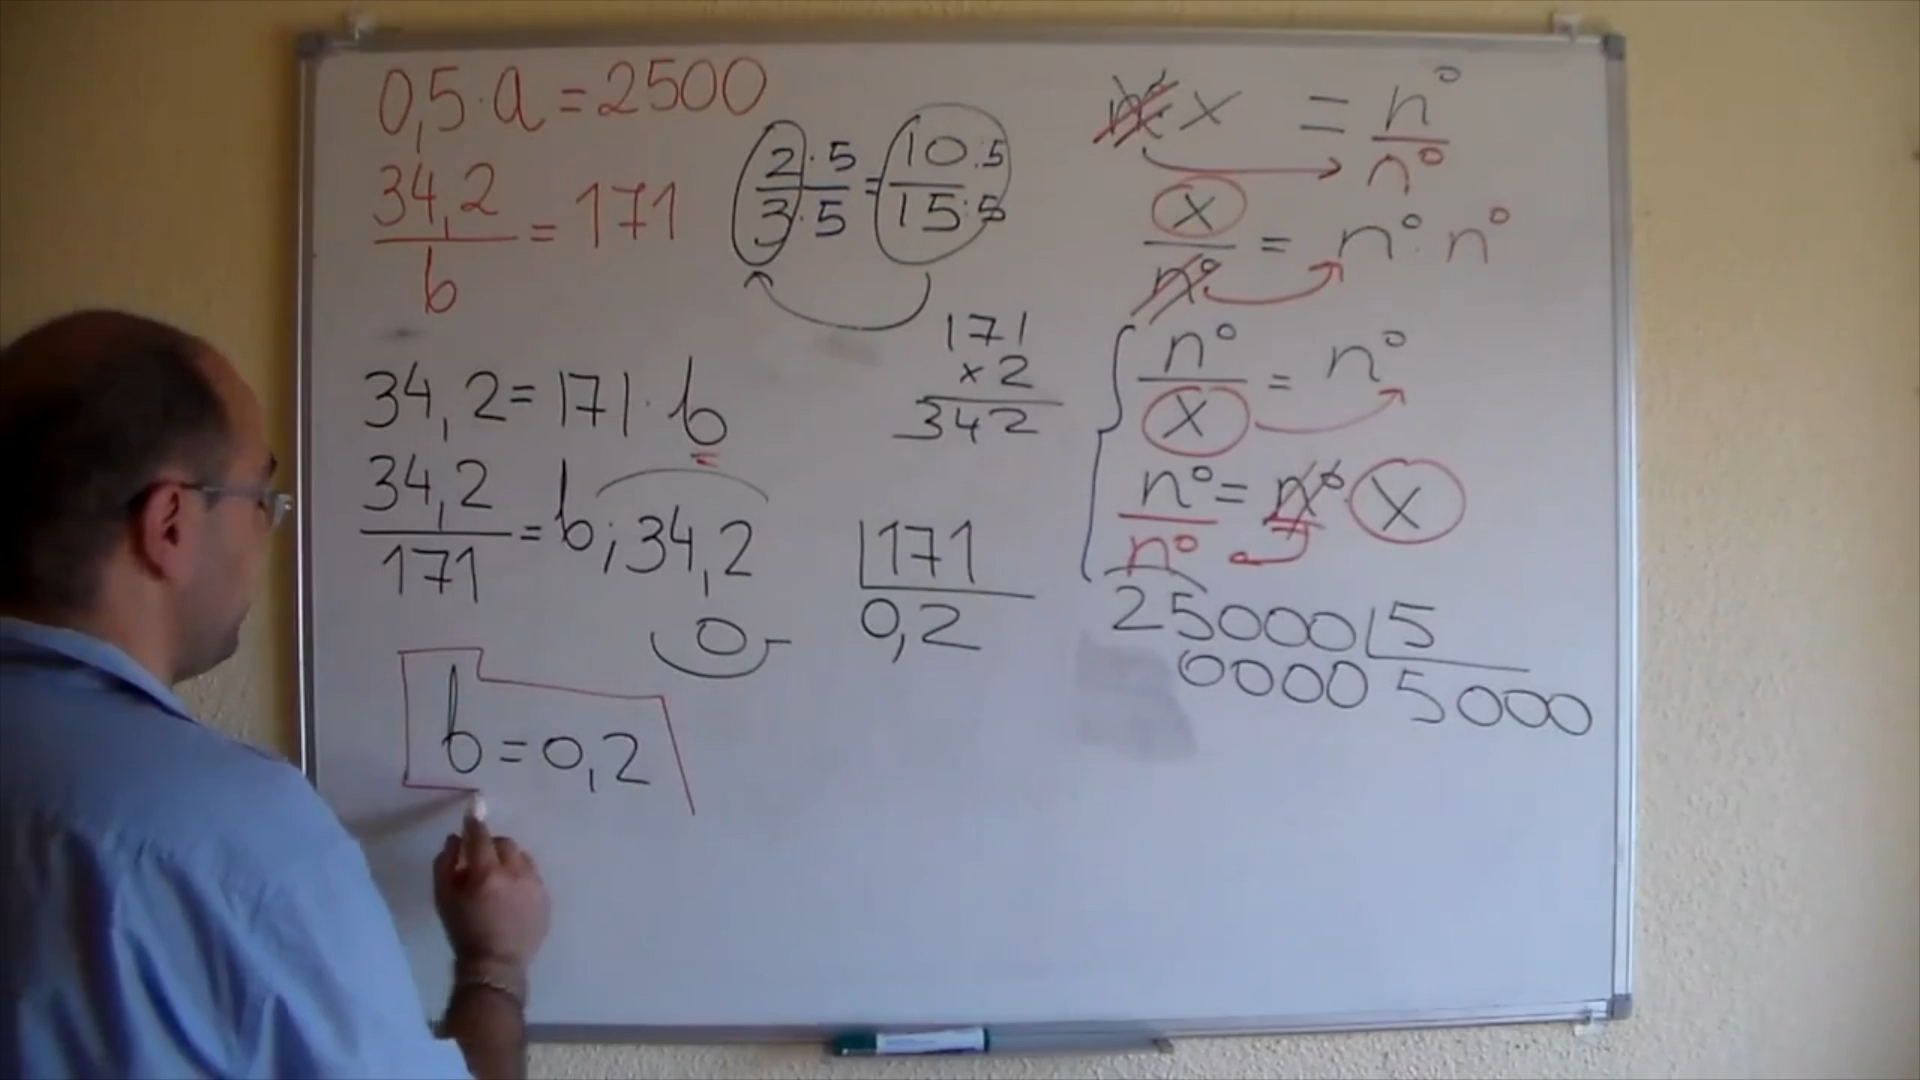 0,5·a=2500
34,2/b = 171
2·5/3·5 = 10:5/15:5
34,2=171·b
34,2/171 = b; 34,2 |171
0 0,2
b=0,2
171
×2
342
n° x = n°/n°
x/n° = n°·n°
n°/x = n°
n°/n° = n° x
25000 |5
0000 5000